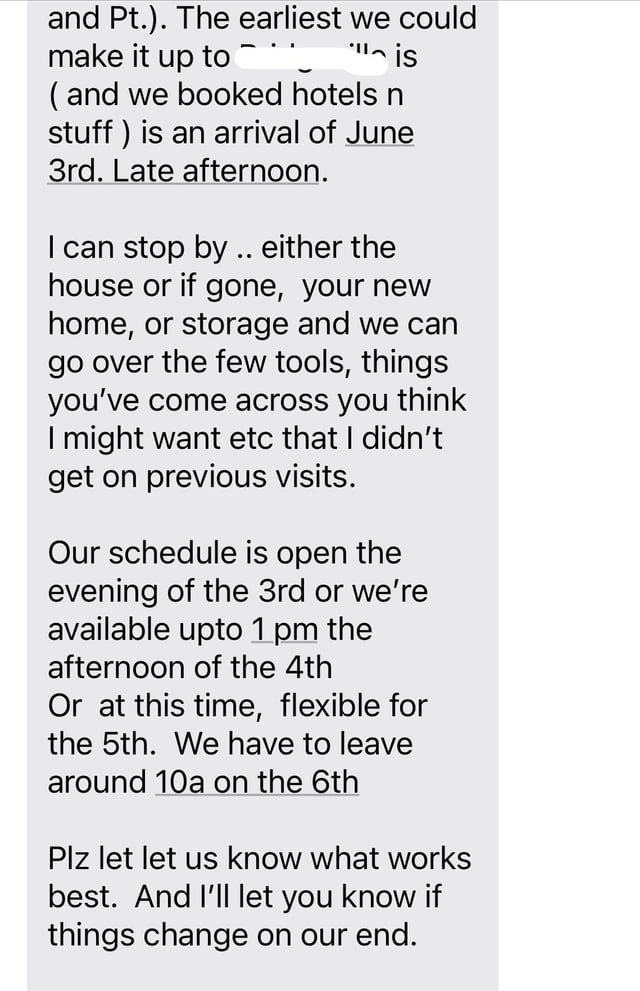 and Pt.). The earliest we could
make it up to is
( and we booked hotels n
stuff ) is an arrival of June
3rd. Late afternoon.
I can stop by .. either the
house or if gone,  your new
home, or storage and we can
go over the few tools, things
you've come across you think
I might want etc that I didn't
get on previous visits.
Our schedule is open the
evening of the 3rd or we're
available upto 1 pm the
afternoon of the 4th
Or  at this time,  flexible for
the 5th.  We have to leave
around 10a on the 6th
Plz let let us know what works
best.  And I'll let you know if
things change on our end.